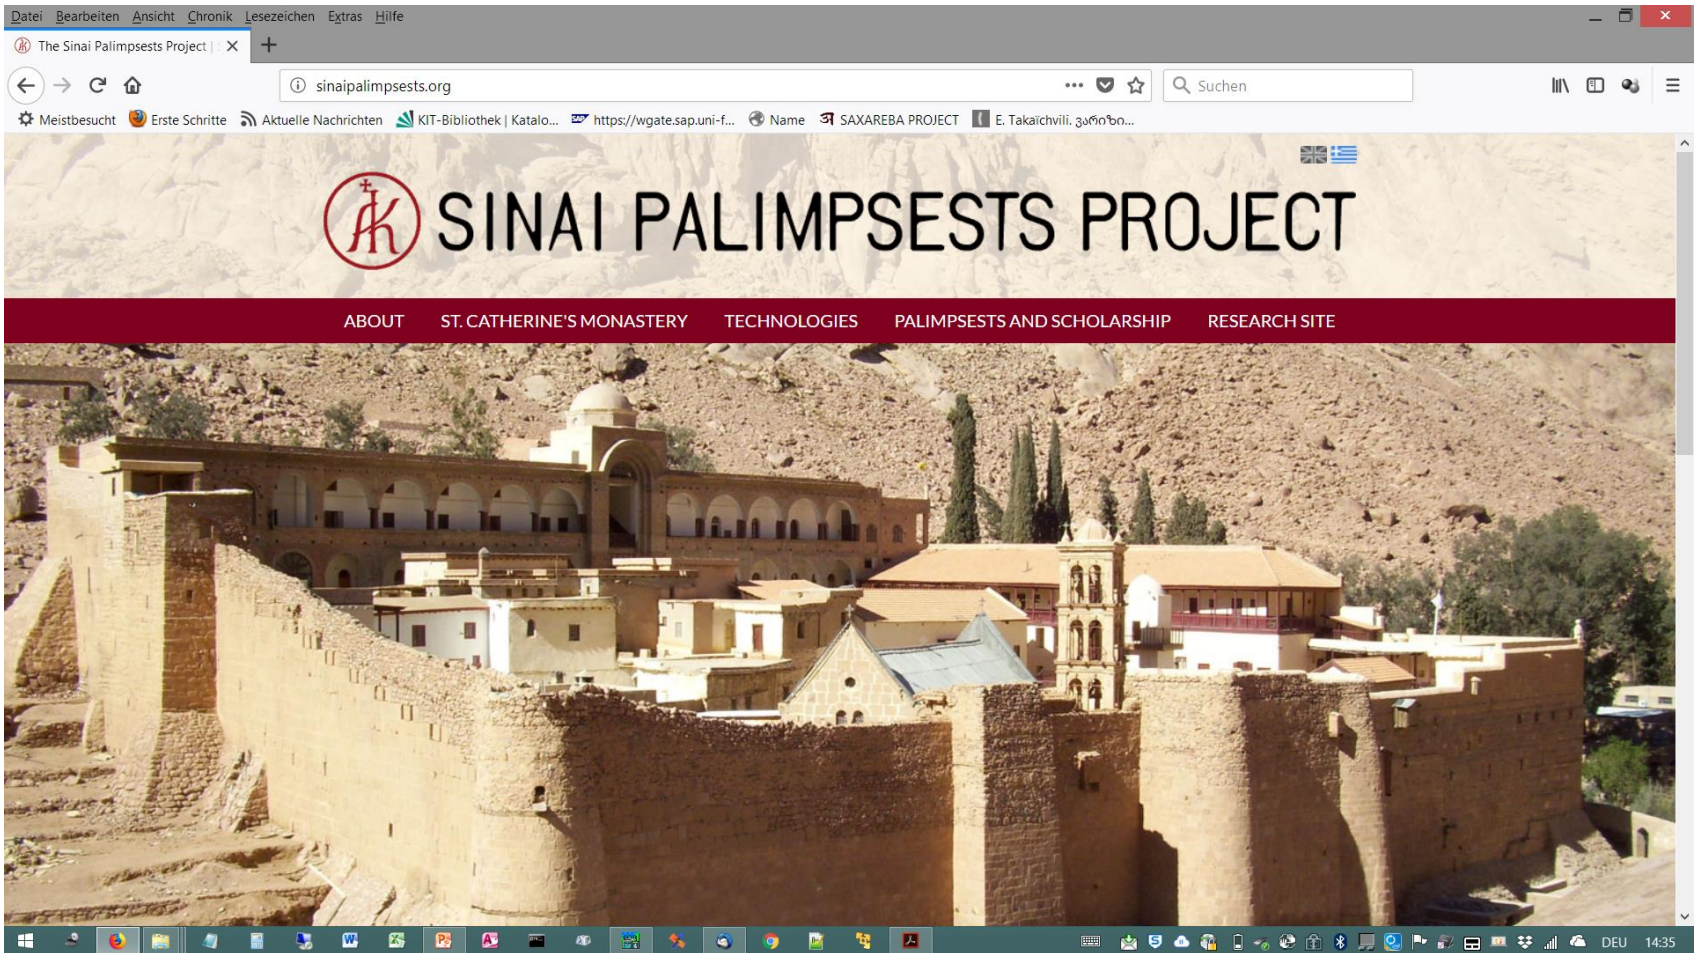 Datei Bearbeiten Ansicht Chronik Lesezeichen Extras Hilfe
The Sinai Palimpsests Project |
sinaipalimpsests.org
Suchen
Meistbesucht Erste Schritte Aktuelle Nachrichten KIT-Bibliothek | Katalo... https://wgate.sap.uni-f... Name SAXAREBA PROJECT E. Takaïchvili. ვარიზი...
SINAI PALIMPSESTS PROJECT
ABOUT ST. CATHERINE'S MONASTERY TECHNOLOGIES PALIMPSESTS AND SCHOLARSHIP RESEARCH SITE
DEU 14:35